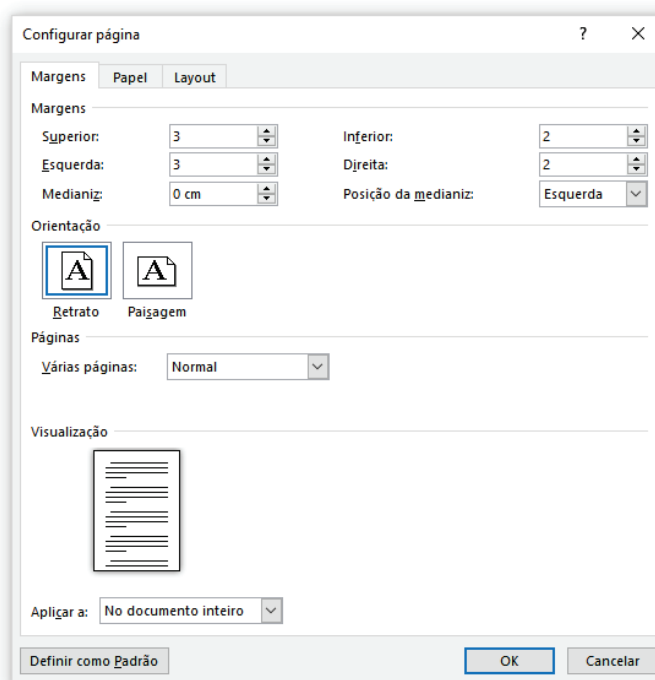 Configurar página ? ✕
Margens Papel Layout
Margens
Superior: 3 Inferior: 2
Esquerda: 3 Direita: 2
Medianiz: 0 cm Posição da medianiz: Esquerda
Orientação
A A
Retrato Paisagem
Páginas
Várias páginas: Normal
Visualização
Aplicar a: No documento inteiro
Definir como Padrão OK Cancelar